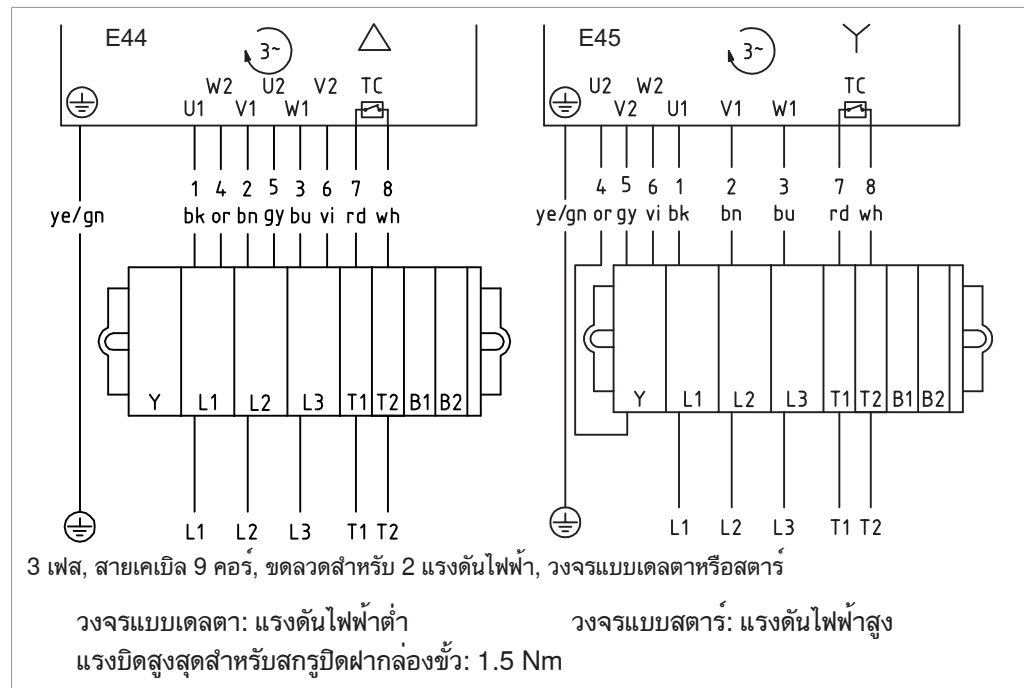 E44 3~ E45 3~
W2 U2 V2 TC U2 W2 TC
U1 V1 W1 V2 U1 V1 W1
1 4 2 5 3 6 7 8 4 5 6 1 2 3 7 8
ye/gn bk or bn gy bu vi rd wh ye/gn or gy vi bk bn bu rd wh
Y L1 L2 L3 T1 T2 B1 B2 Y L1 L2 L3 T1 T2 B1 B2
L1 L2 L3 T1 T2 L1 L2 L3 T1 T2
3 เฟส, สายเคเบิล 9 คอร์, ขดลวดสำหรับ 2 แรงดันไฟฟ้า, วงจรแบบเดลตาหรือสตาร์
วงจรแบบเดลตา: แรงดันไฟฟ้าต่ำ วงจรแบบสตาร์: แรงดันไฟฟ้าสูง
แรงบิดสูงสุดสำหรับสกรูปิดฝากล่องขั้ว: 1.5 Nm